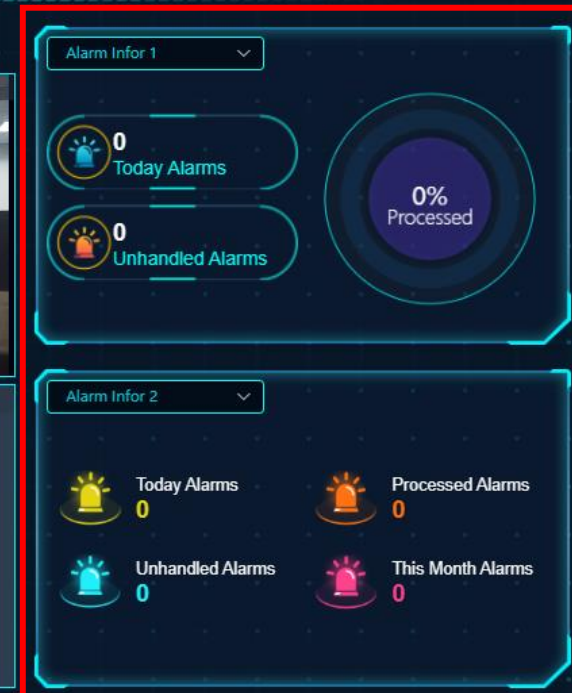 Alarm Infor 1
0
Today Alarms
0
Unhandled Alarms
0%
Processed
Alarm Infor 2
Today Alarms
0
Processed Alarms
0
Unhandled Alarms
0
This Month Alarms
0